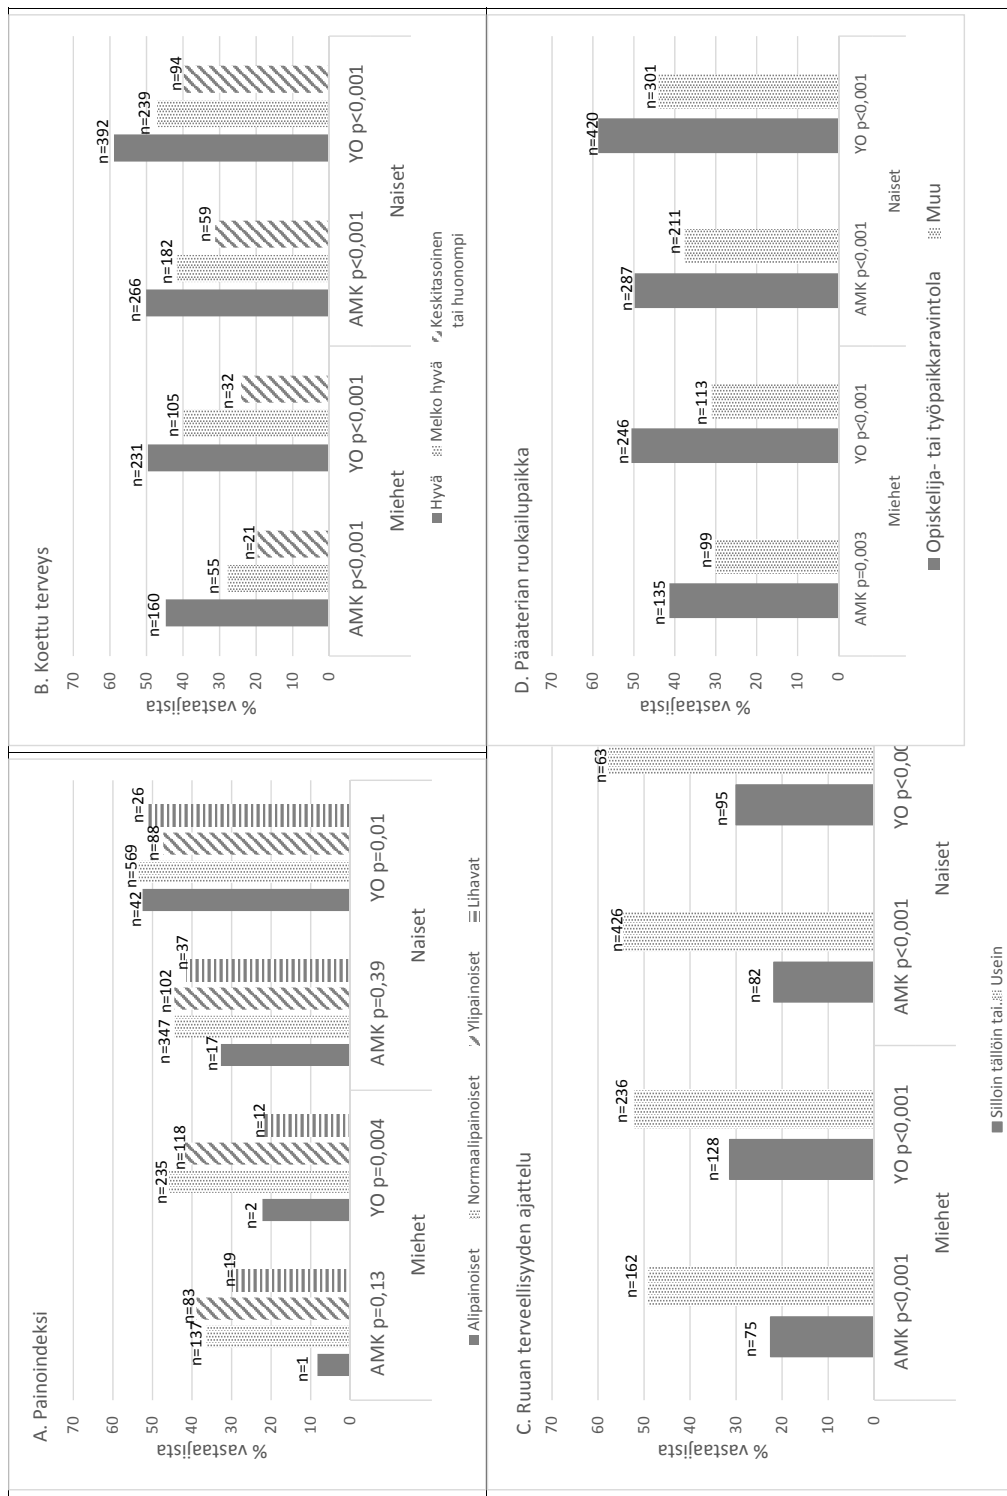 A. Painoindeksi
% vastaajista
70
60
50
40
30
20
10
0
n=1
n=137
n=83
n=19
n=2
n=235
n=118
n=12
n=17
n=347
n=102
n=37
n=42
n=569
n=88
n=26
AMK p=0,13
YO p=0,004
AMK p=0,39
YO p=0,01
Miehet
Naiset
Alipainoiset
Normaalipainoiset
Ylipainoiset
Lihavat
B. Koettu terveys
% vastaajista
70
60
50
40
30
20
10
0
n=160
n=55
n=21
n=231
n=105
n=32
n=266
n=182
n=59
n=392
n=239
n=94
AMK p<0,001
YO p<0,001
AMK p<0,001
YO p<0,001
Miehet
Naiset
Hyvä
Melko hyvä
Keskitasoinen
tai huonompi
C. Ruuan terveellisyyden ajattelu
% vastaajista
70
60
50
40
30
20
10
0
n=75
n=162
n=128
n=236
n=82
n=426
n=95
n=63
AMK p<0,001
YO p<0,001
AMK p<0,001
YO p<0,00
Miehet
Naiset
Silloin tällöin tai…
Usein
D. Pääaterian ruokailupaikka
% vastaajista
70
60
50
40
30
20
10
0
n=135
n=99
n=246
n=113
n=287
n=211
n=420
n=301
AMK p=0,003
YO p<0,001
AMK p<0,001
YO p<0,001
Miehet
Naiset
Opiskelija- tai työpaikkaravintola
Muu